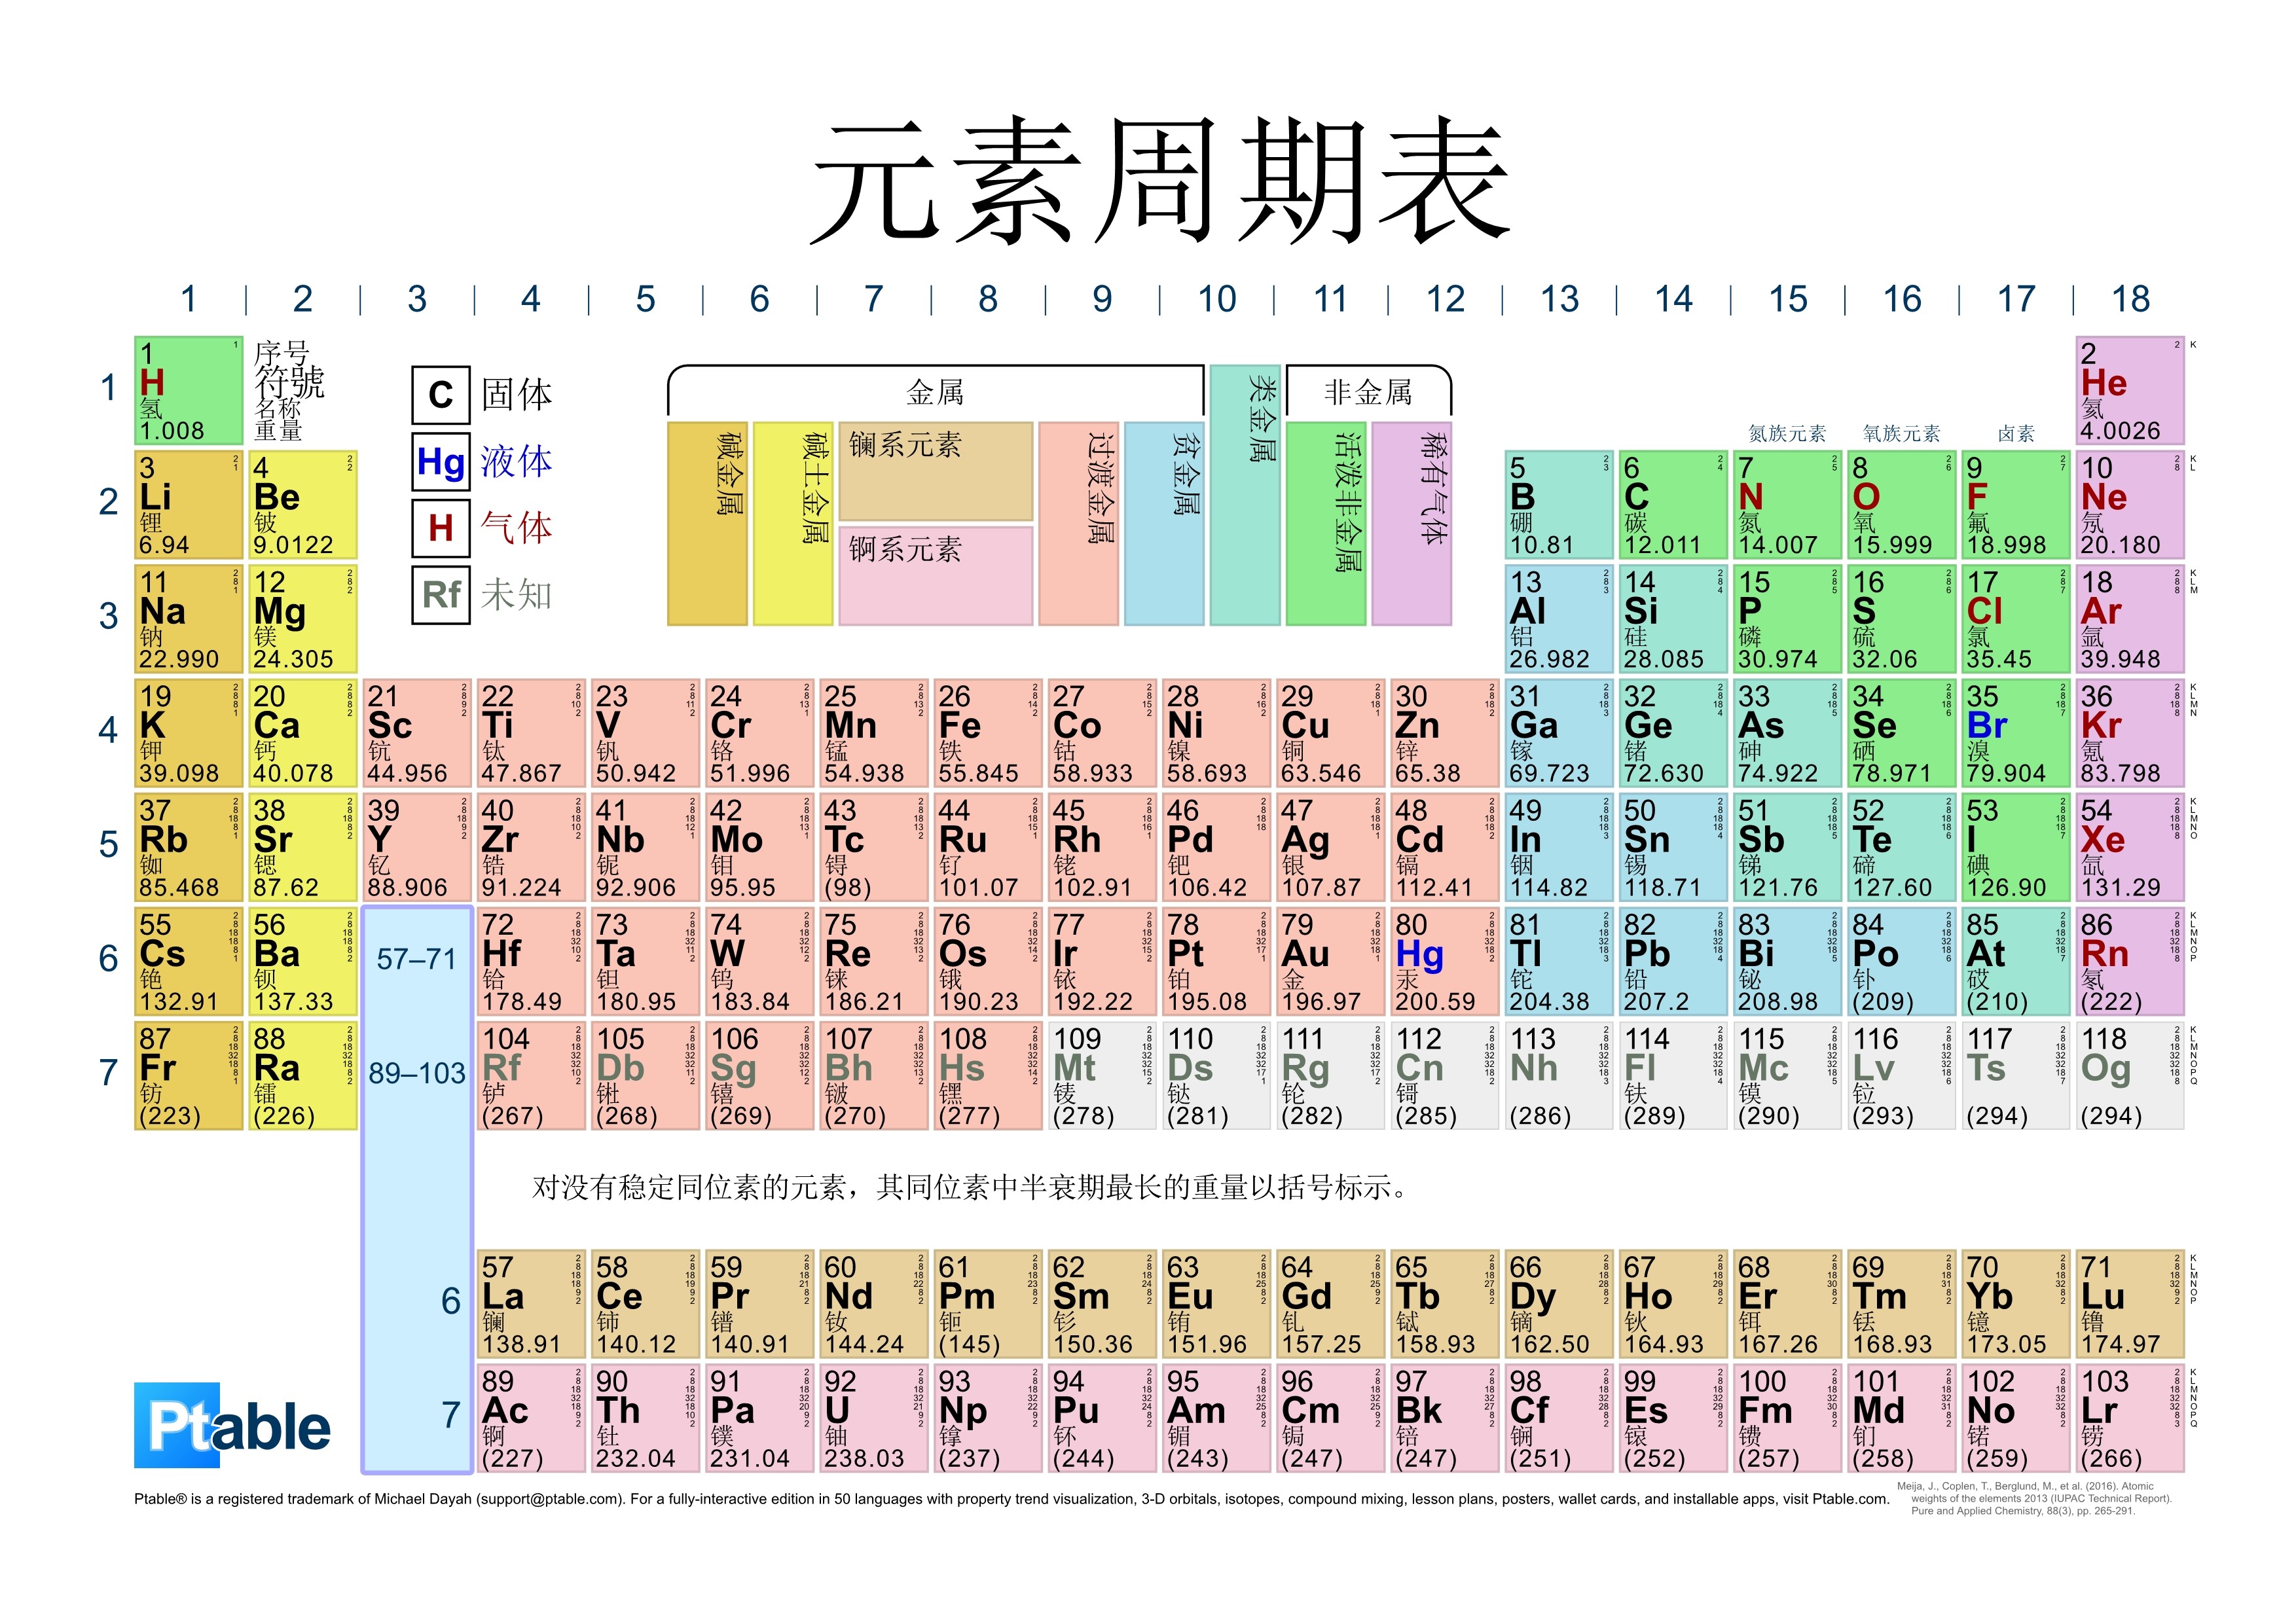 元素周期表
1 2 3 4 5 6 7 8 9 10 11 12 13 14 15 16 17 18
1
1 H 氢 1.008
序号
符號
名称
重量
C 固体
Hg 液体
H 气体
Rf 未知
金属
类金属
非金属
碱金属
碱土金属
镧系元素
锕系元素
过渡金属
贫金属
活泼非金属
稀有气体
氮族元素
氧族元素
卤素
2 He 氦 4.0026
2
3 Li 锂 6.94
4 Be 铍 9.0122
5 B 硼 10.81
6 C 碳 12.011
7 N 氮 14.007
8 O 氧 15.999
9 F 氟 18.998
10 Ne 氖 20.180
3
11 Na 钠 22.990
12 Mg 镁 24.305
13 Al 铝 26.982
14 Si 硅 28.085
15 P 磷 30.974
16 S 硫 32.06
17 Cl 氯 35.45
18 Ar 氩 39.948
4
19 K 钾 39.098
20 Ca 钙 40.078
21 Sc 钪 44.956
22 Ti 钛 47.867
23 V 钒 50.942
24 Cr 铬 51.996
25 Mn 锰 54.938
26 Fe 铁 55.845
27 Co 钴 58.933
28 Ni 镍 58.693
29 Cu 铜 63.546
30 Zn 锌 65.38
31 Ga 镓 69.723
32 Ge 锗 72.630
33 As 砷 74.922
34 Se 硒 78.971
35 Br 溴 79.904
36 Kr 氪 83.798
5
37 Rb 铷 85.468
38 Sr 锶 87.62
39 Y 钇 88.906
40 Zr 锆 91.224
41 Nb 铌 92.906
42 Mo 钼 95.95
43 Tc 锝 (98)
44 Ru 钌 101.07
45 Rh 铑 102.91
46 Pd 钯 106.42
47 Ag 银 107.87
48 Cd 镉 112.41
49 In 铟 114.82
50 Sn 锡 118.71
51 Sb 锑 121.76
52 Te 碲 127.60
53 I 碘 126.90
54 Xe 氙 131.29
6
55 Cs 铯 132.91
56 Ba 钡 137.33
57–71
72 Hf 铪 178.49
73 Ta 钽 180.95
74 W 钨 183.84
75 Re 铼 186.21
76 Os 锇 190.23
77 Ir 铱 192.22
78 Pt 铂 195.08
79 Au 金 196.97
80 Hg 汞 200.59
81 Tl 铊 204.38
82 Pb 铅 207.2
83 Bi 铋 208.98
84 Po 钋 (209)
85 At 砹 (210)
86 Rn 氡 (222)
7
87 Fr 钫 (223)
88 Ra 镭 (226)
89–103
104 Rf 𬬻 (267)
105 Db 𬭊 (268)
106 Sg 𬭳 (269)
107 Bh 𬭛 (270)
108 Hs 𬭶 (277)
109 Mt 鿏 (278)
110 Ds 𫟼 (281)
111 Rg 𬬭 (282)
112 Cn 鿔 (285)
113 Nh (286)
114 Fl 𫓧 (289)
115 Mc 镆 (290)
116 Lv 𫟷 (293)
117 Ts (294)
118 Og (294)
对没有稳定同位素的元素，其同位素中半衰期最长的重量以括号标示。
6
57 La 镧 138.91
58 Ce 铈 140.12
59 Pr 镨 140.91
60 Nd 钕 144.24
61 Pm 钷 (145)
62 Sm 钐 150.36
63 Eu 铕 151.96
64 Gd 钆 157.25
65 Tb 铽 158.93
66 Dy 镝 162.50
67 Ho 钬 164.93
68 Er 铒 167.26
69 Tm 铥 168.93
70 Yb 镱 173.05
71 Lu 镥 174.97
7
89 Ac 锕 (227)
90 Th 钍 232.04
91 Pa 镤 231.04
92 U 铀 238.03
93 Np 镎 (237)
94 Pu 钚 (244)
95 Am 镅 (243)
96 Cm 锔 (247)
97 Bk 锫 (247)
98 Cf 锎 (251)
99 Es 锿 (252)
100 Fm 镄 (257)
101 Md 钔 (258)
102 No 锘 (259)
103 Lr 铹 (266)
Ptable
Ptable® is a registered trademark of Michael Dayah (support@ptable.com). For a fully-interactive edition in 50 languages with property trend visualization, 3-D orbitals, isotopes, compound mixing, lesson plans, posters, wallet cards, and installable apps, visit Ptable.com.
Meija, J., Coplen, T., Berglund, M., et al. (2016). Atomic
weights of the elements 2013 (IUPAC Technical Report).
Pure and Applied Chemistry, 88(3), pp. 265-291.